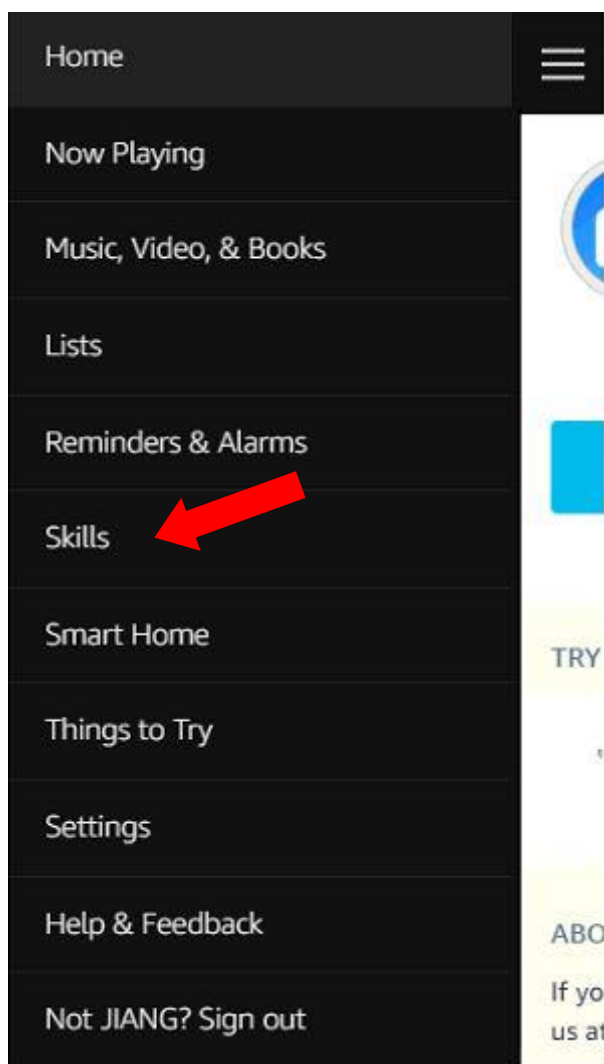 Home
Now Playing
Music, Video, & Books
Lists
Reminders & Alarms
Skills
Smart Home
Things to Try
Settings
Help & Feedback
Not JIANG? Sign out
TRY
ABO
If yo
us at